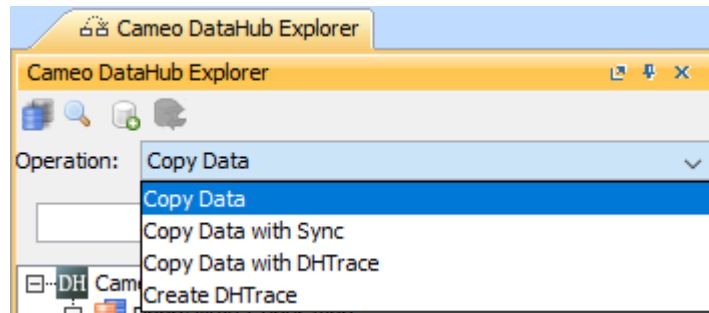 Cameo DataHub Explorer
Cameo DataHub Explorer
Operation: Copy Data
Copy Data
Copy Data with Sync
Copy Data with DHTrace
DH Cam
Create DHTrace